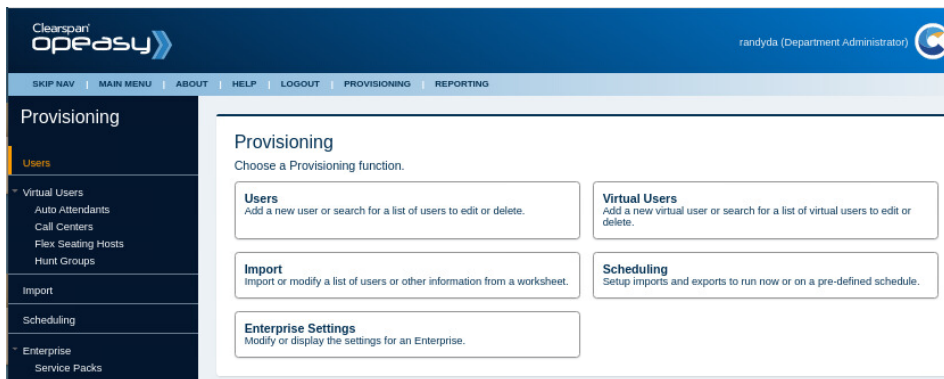 Clearspan
opeasy
randyda (Department Administrator)
SKIP NAV | MAIN MENU | ABOUT | HELP | LOGOUT | PROVISIONING | REPORTING
Provisioning
Users
Virtual Users
Auto Attendants
Call Centers
Flex Seating Hosts
Hunt Groups
Import
Scheduling
Enterprise
Service Packs
Provisioning
Choose a Provisioning function.
Users
Add a new user or search for a list of users to edit or delete.
Virtual Users
Add a new virtual user or search for a list of virtual users to edit or
delete.
Import
Import or modify a list of users or other information from a worksheet.
Scheduling
Setup imports and exports to run now or on a pre-defined schedule.
Enterprise Settings
Modify or display the settings for an Enterprise.